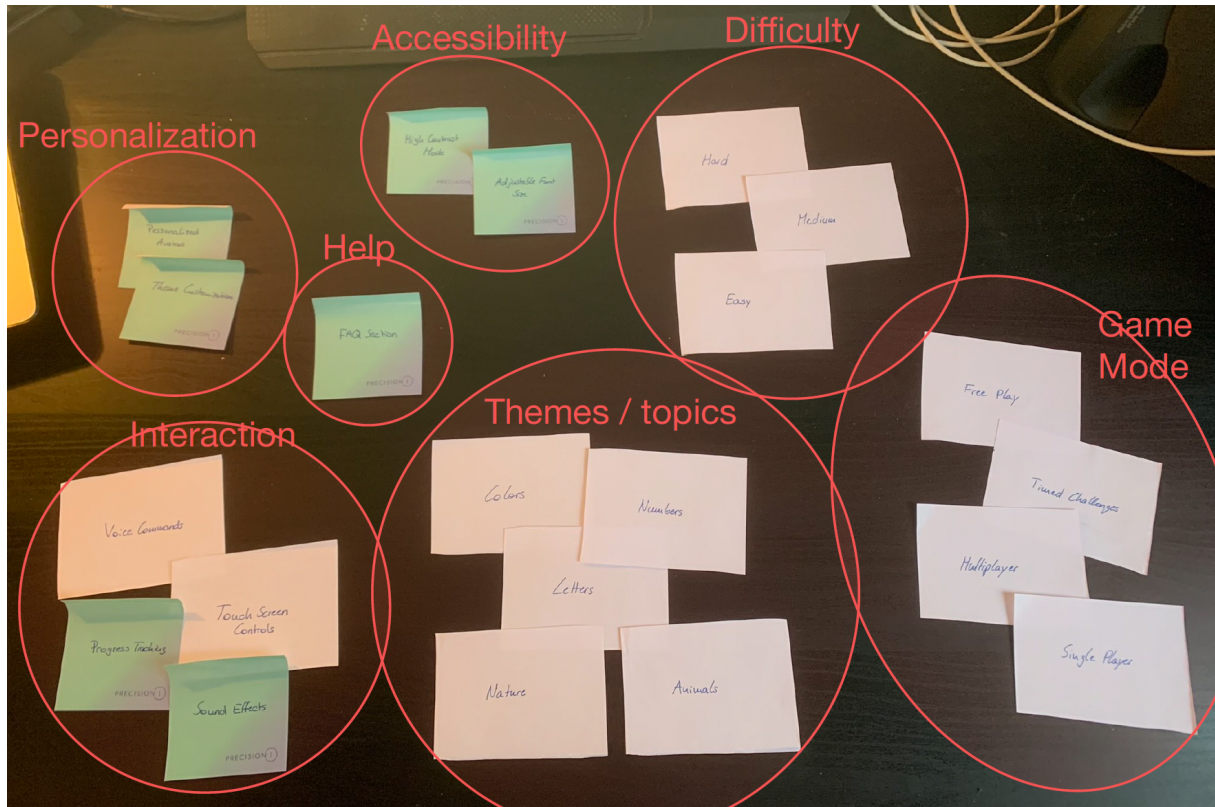 Accessibility
Difficulty
Personalization
High Contrast
Mode
PRECISION
Adjustable Font
Size
PRECISION
Hard
Medium
Easy
Personalized
Avatars
Theme Customization
PRECISION
Help
FAQ Section
PRECISION
Game
Mode
Free Play
Timed Challenges
Multiplayer
Single Player
Interaction
Voice Commands
Touch Screen
Controls
Progress Tracking
PRECISION
Sound Effects
PRECISION
Themes / topics
Colors
Numbers
Letters
Nature
Animals